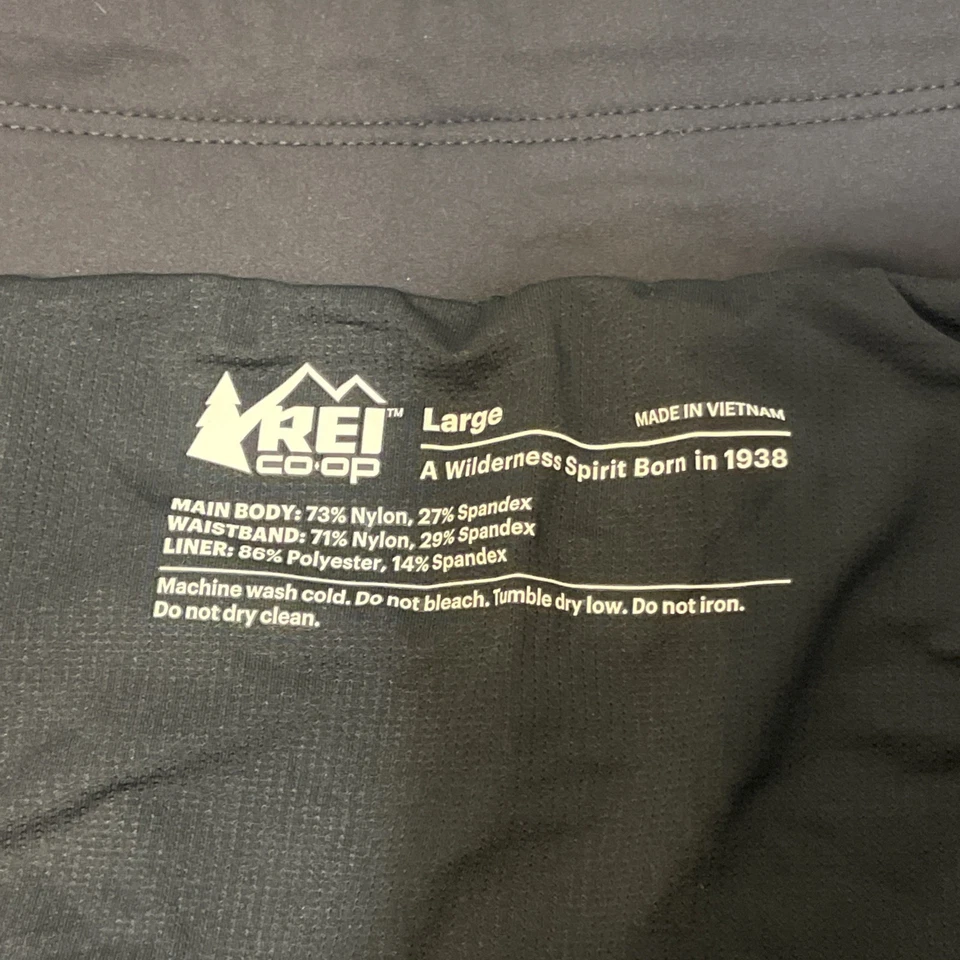 REI™
CO·OP
Large
MADE IN VIETNAM
A Wilderness Spirit Born in 1938
MAIN BODY: 73% Nylon, 27% Spandex
WAISTBAND: 71% Nylon, 29% Spandex
LINER: 86% Polyester, 14% Spandex
Machine wash cold. Do not bleach. Tumble dry low. Do not iron.
Do not dry clean.